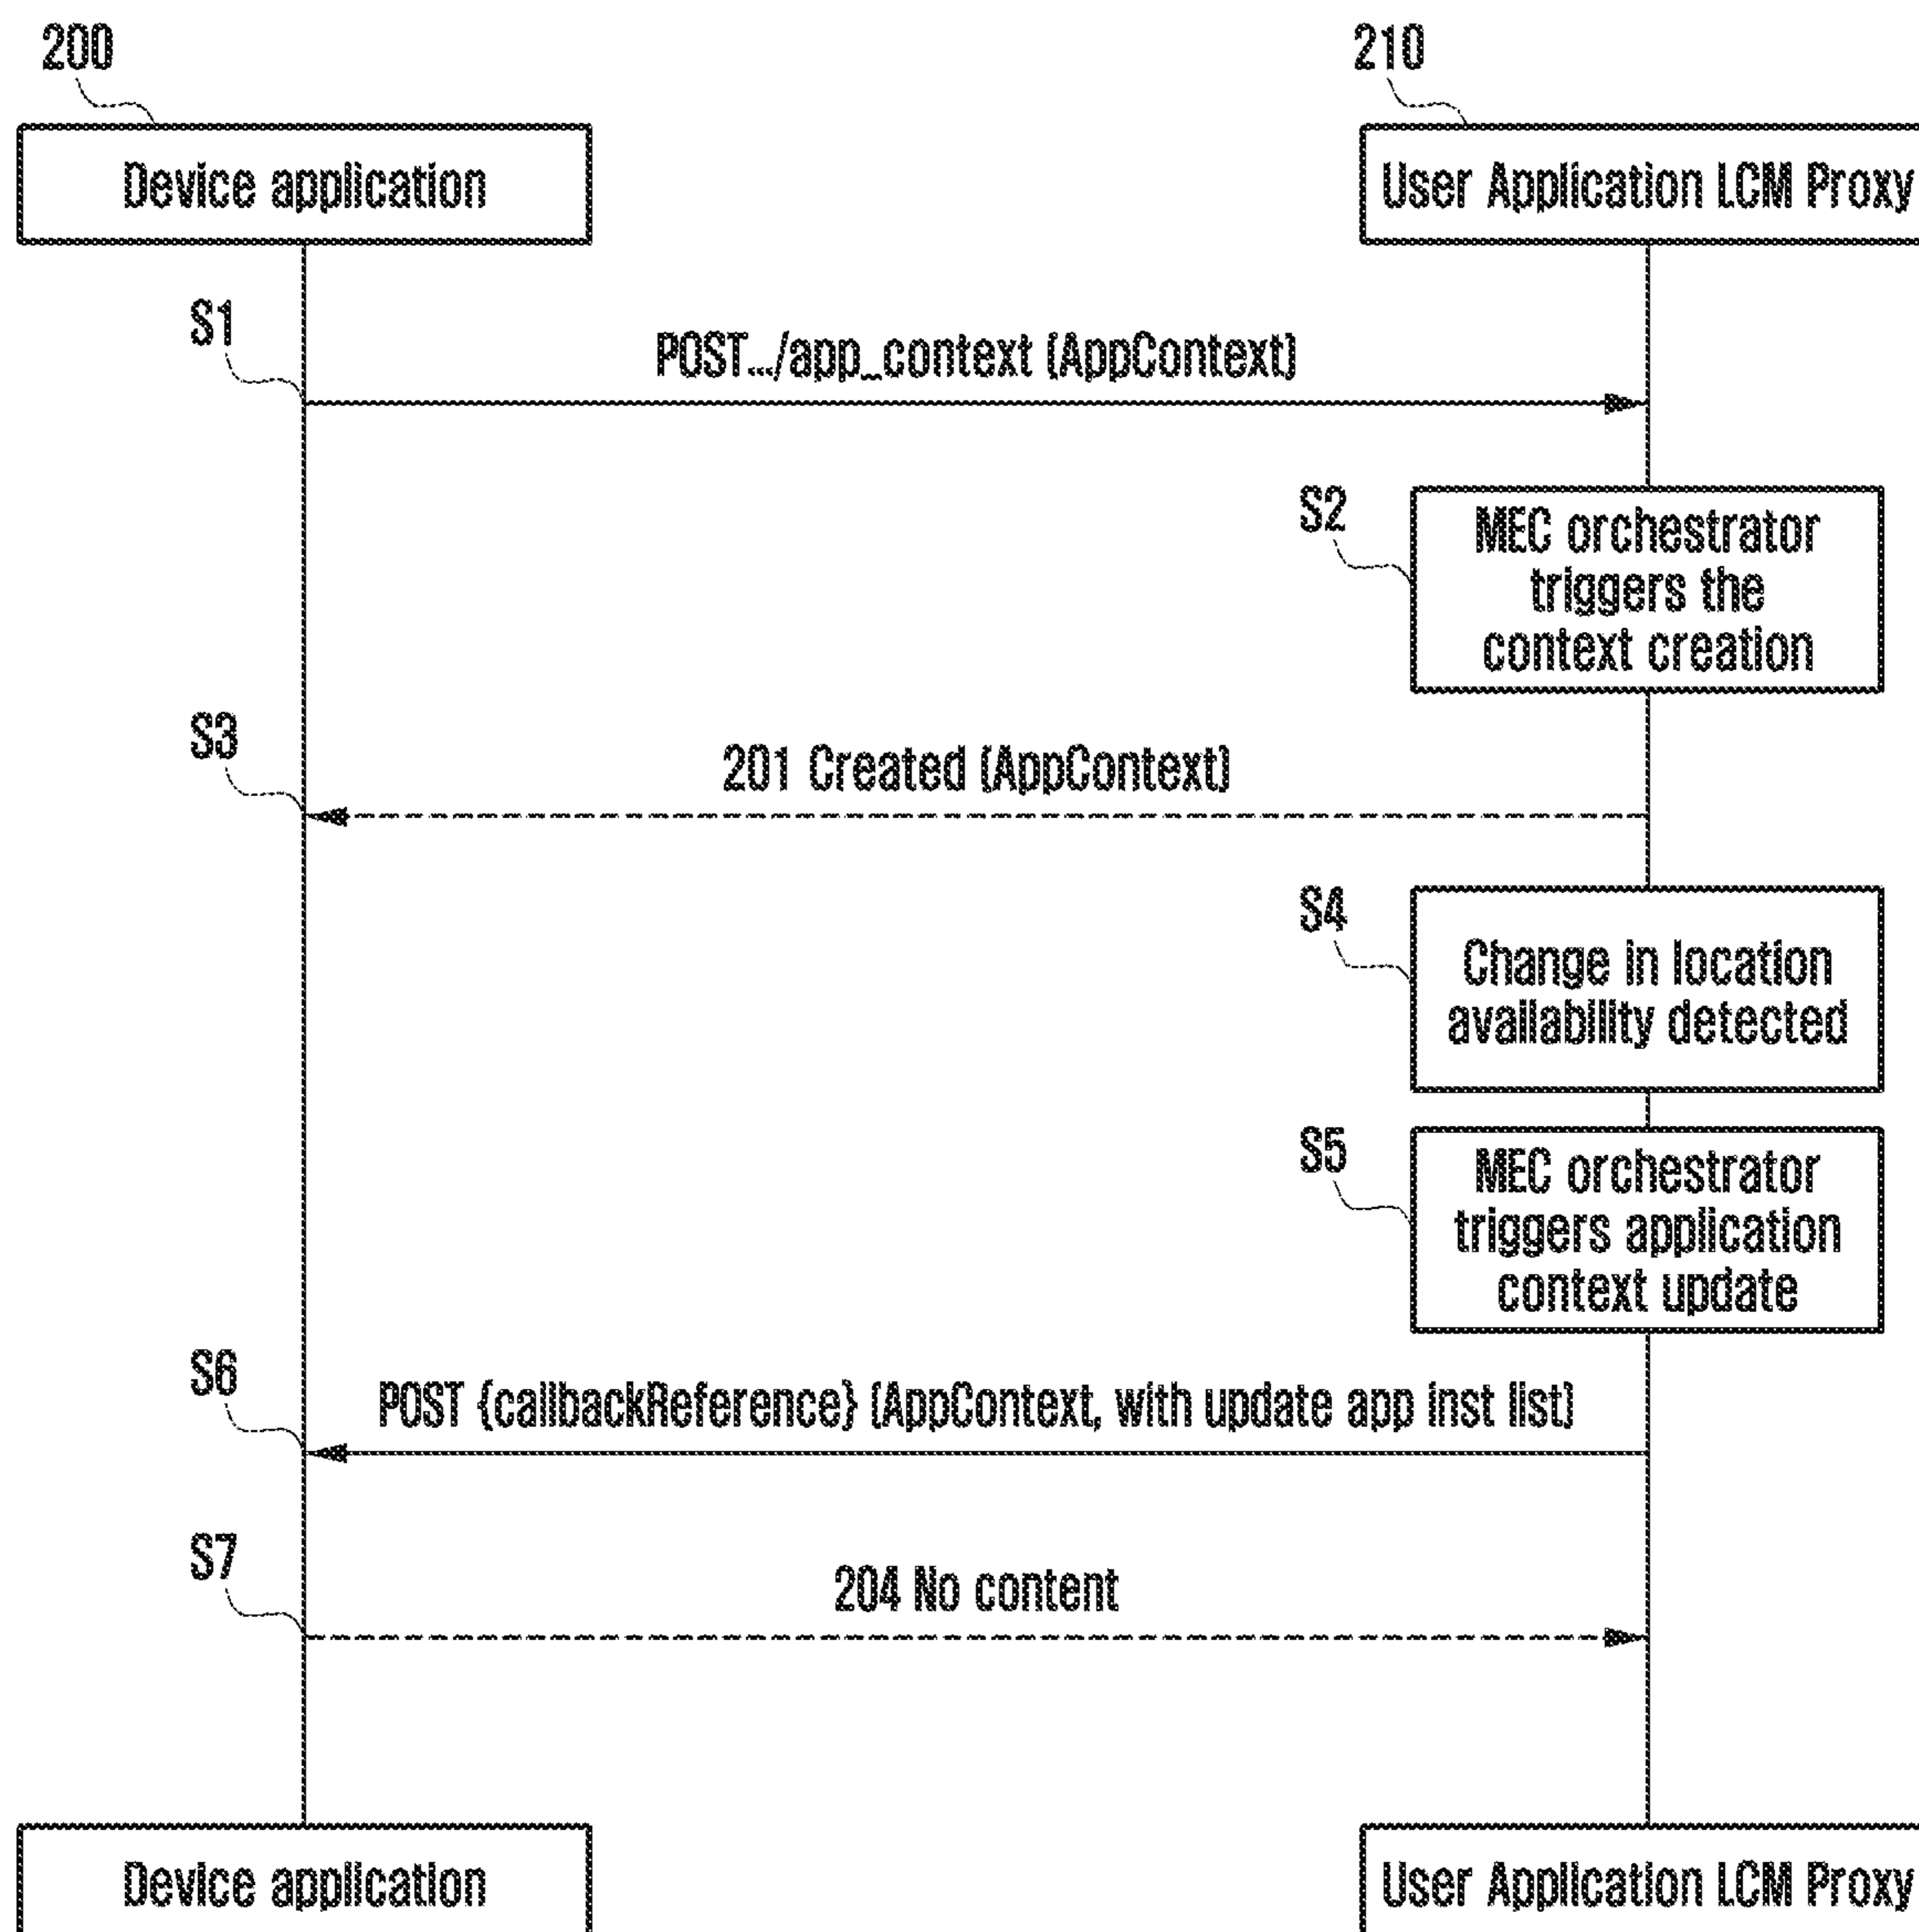 200
210
Device application
User Application LCM Proxy
S1
POST.../app_context (AppContext)
S2
MEC orchestrator
triggers the
context creation
S3
201 Created (AppContext)
S4
Change in location
availability detected
S5
MEC orchestrator
triggers application
context update
S6
POST {callbackReference} (AppContext, with update app inst list)
S7
204 No content
Device application
User Application LCM Proxy